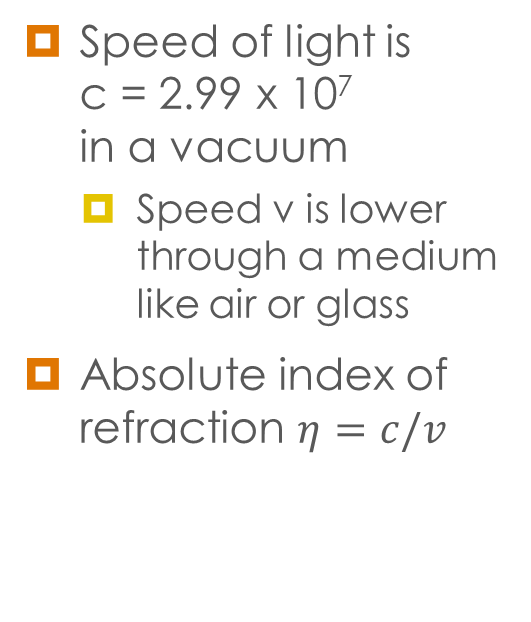 Speed of light is
c = 2.99 x 10⁷
in a vacuum
Speed v is lower
through a medium
like air or glass
Absolute index of
refraction η = c/v